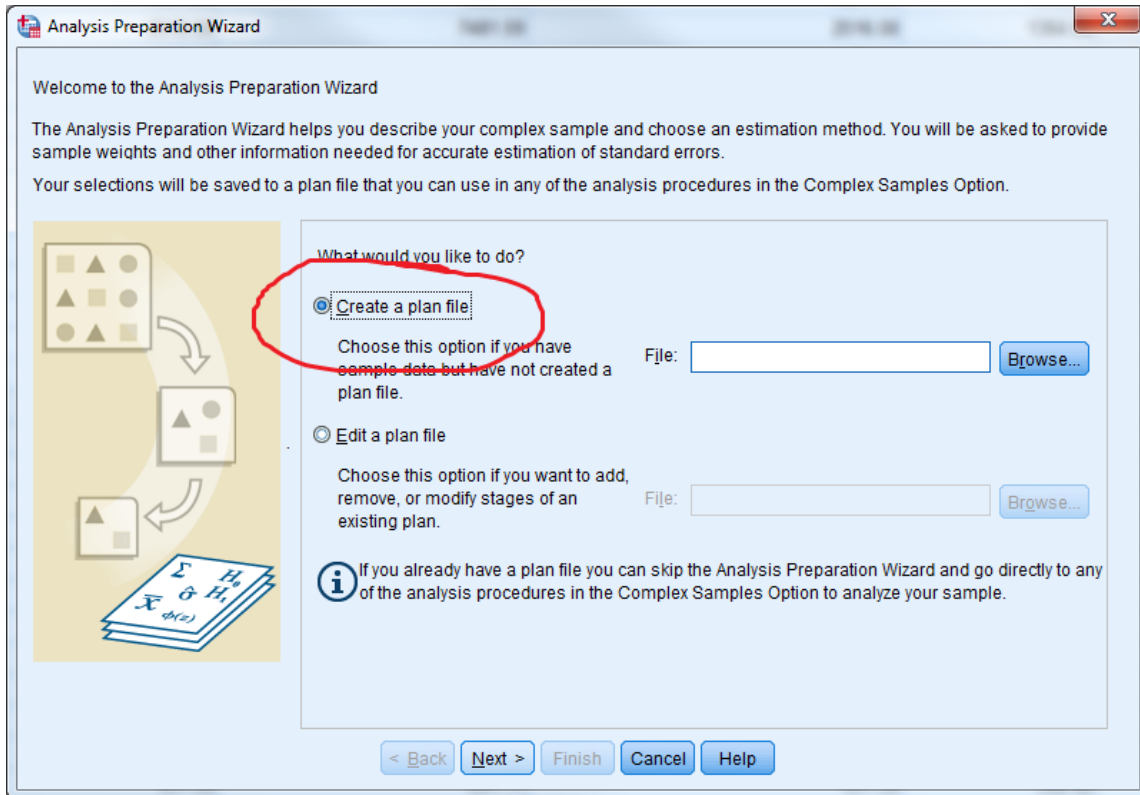 Analysis Preparation Wizard
Welcome to the Analysis Preparation Wizard
The Analysis Preparation Wizard helps you describe your complex sample and choose an estimation method. You will be asked to provide
sample weights and other information needed for accurate estimation of standard errors.
Your selections will be saved to a plan file that you can use in any of the analysis procedures in the Complex Samples Option.
What would you like to do?
Create a plan file
Choose this option if you have
sample data but have not created a
plan file.
File:
Browse...
Edit a plan file
Choose this option if you want to add,
remove, or modify stages of an
existing plan.
File:
Browse...
If you already have a plan file you can skip the Analysis Preparation Wizard and go directly to any
of the analysis procedures in the Complex Samples Option to analyze your sample.
Σ H₀
σ̂ H₁
x̅ ϕ(z)
< Back Next > Finish Cancel Help